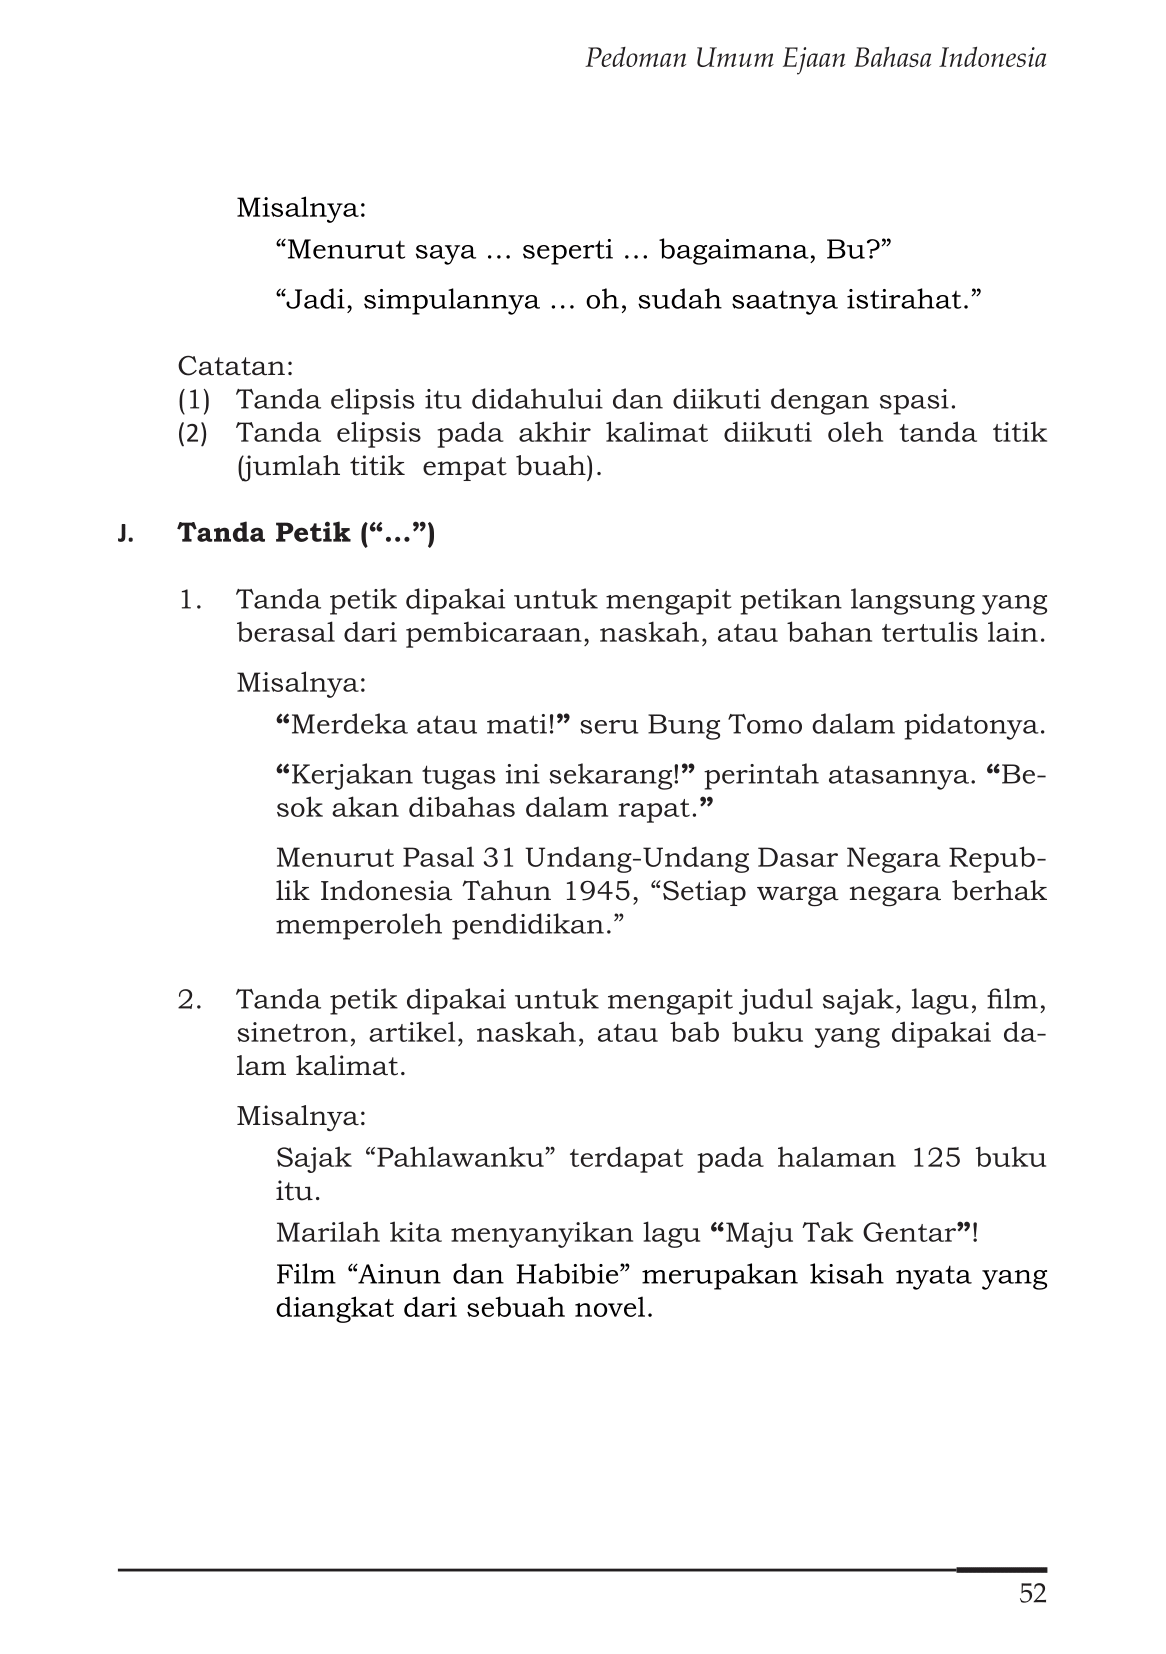 Pedoman Umum Ejaan Bahasa Indonesia
Misalnya:
“Menurut saya … seperti … bagaimana, Bu?”
“Jadi, simpulannya … oh, sudah saatnya istirahat.”
Catatan:
(1) Tanda elipsis itu didahului dan diikuti dengan spasi.
(2) Tanda elipsis pada akhir kalimat diikuti oleh tanda titik
(jumlah titik empat buah).
J. Tanda Petik (“…”)
1. Tanda petik dipakai untuk mengapit petikan langsung yang
berasal dari pembicaraan, naskah, atau bahan tertulis lain.
Misalnya:
“Merdeka atau mati!” seru Bung Tomo dalam pidatonya.
“Kerjakan tugas ini sekarang!” perintah atasannya. “Be-
sok akan dibahas dalam rapat.”
Menurut Pasal 31 Undang-Undang Dasar Negara Repub-
lik Indonesia Tahun 1945, “Setiap warga negara berhak
memperoleh pendidikan.”
2. Tanda petik dipakai untuk mengapit judul sajak, lagu, film,
sinetron, artikel, naskah, atau bab buku yang dipakai da-
lam kalimat.
Misalnya:
Sajak “Pahlawanku” terdapat pada halaman 125 buku
itu.
Marilah kita menyanyikan lagu “Maju Tak Gentar”!
Film “Ainun dan Habibie” merupakan kisah nyata yang
diangkat dari sebuah novel.
52